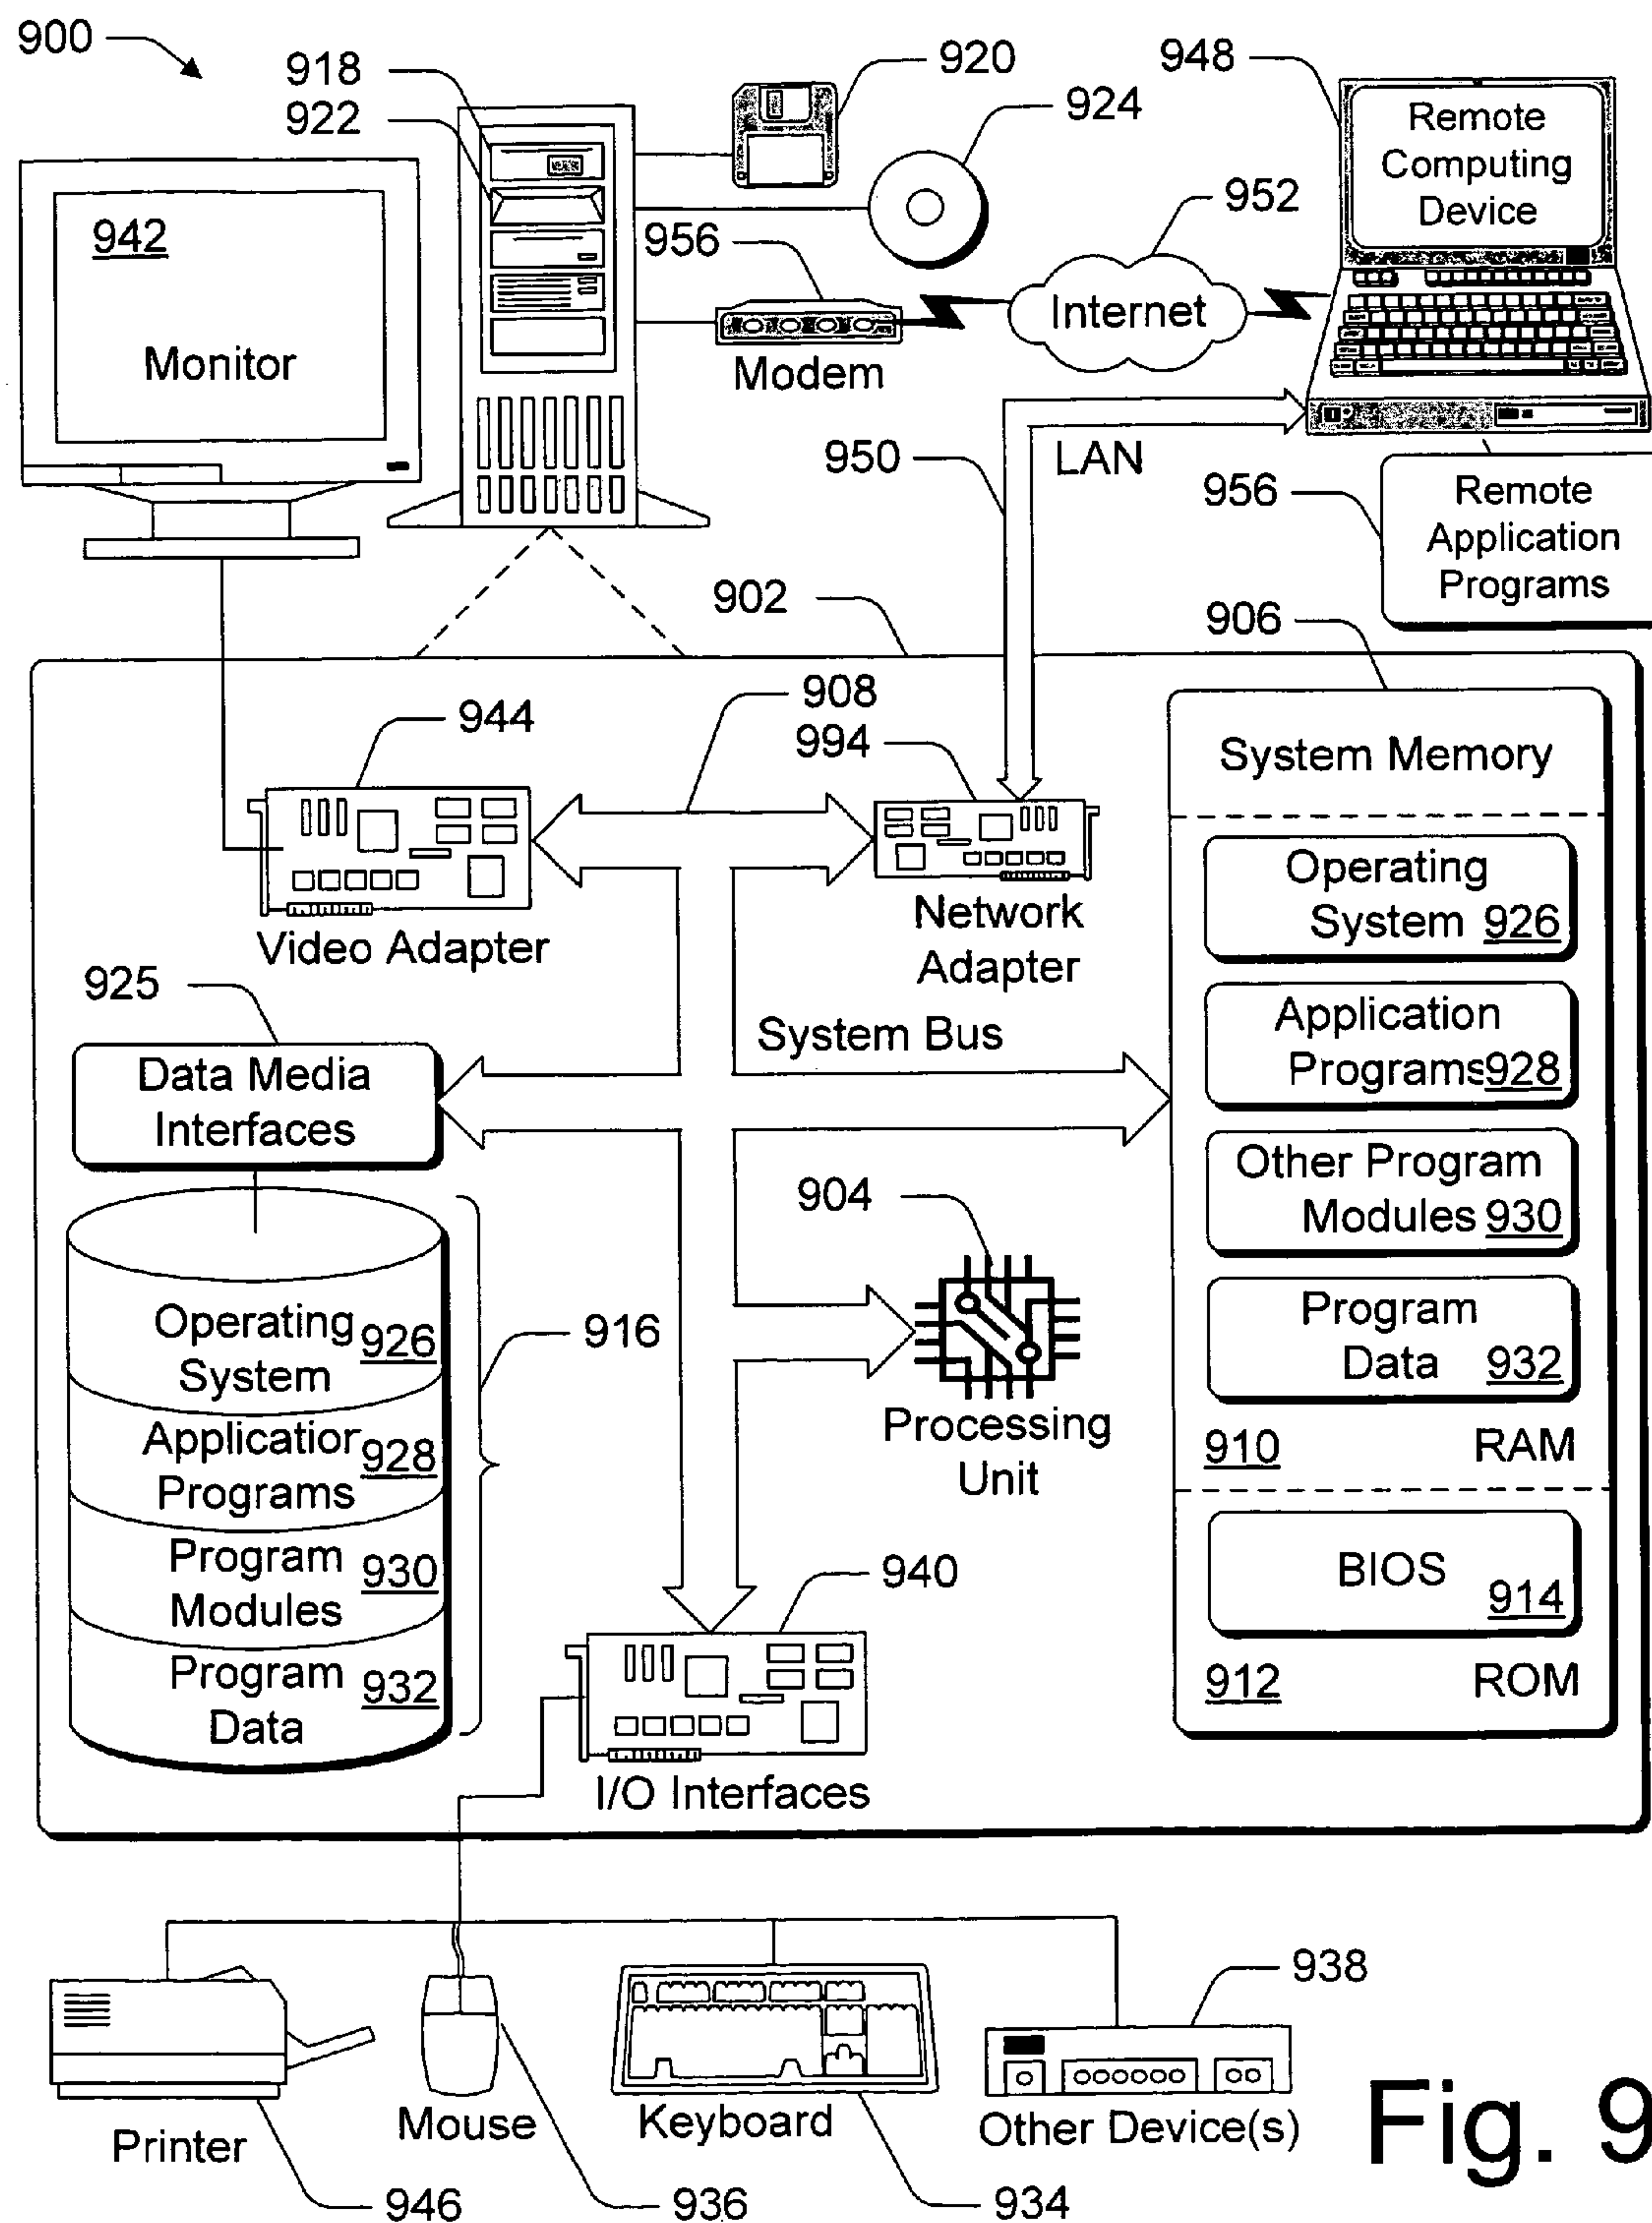 900
918
922
920
924
948
Remote
Computing
Device
942
Monitor
956
Modem
952
Internet
950
LAN
956
Remote
Application
Programs
902
906
944
908
994
Video Adapter
Network
Adapter
System Memory
Operating
System 926
Application
Programs 928
Other Program
Modules 930
Program
Data 932
910 RAM
BIOS
914
912 ROM
925
Data Media
Interfaces
System Bus
904
Processing
Unit
Operating
System 926
Applicatior
Programs 928
Program
Modules 930
Program
Data 932
916
940
I/O Interfaces
938
Printer
Mouse
Keyboard
Other Device(s)
946
936
934
Fig. 9